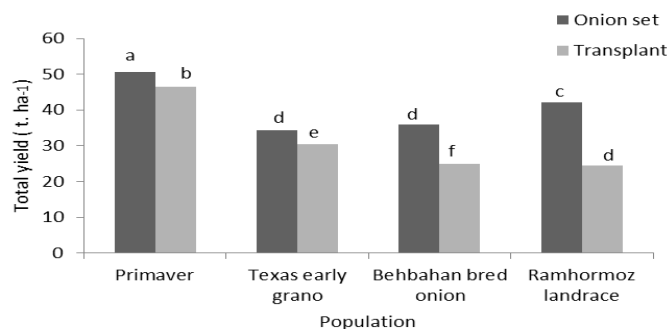 Onion set
Transplant
Total yield ( t. ha-1)
60
50
40
30
20
10
0
a
b
d
e
d
f
c
d
Primaver
Texas early
grano
Behbahan bred
onion
Ramhormoz
landrace
Population